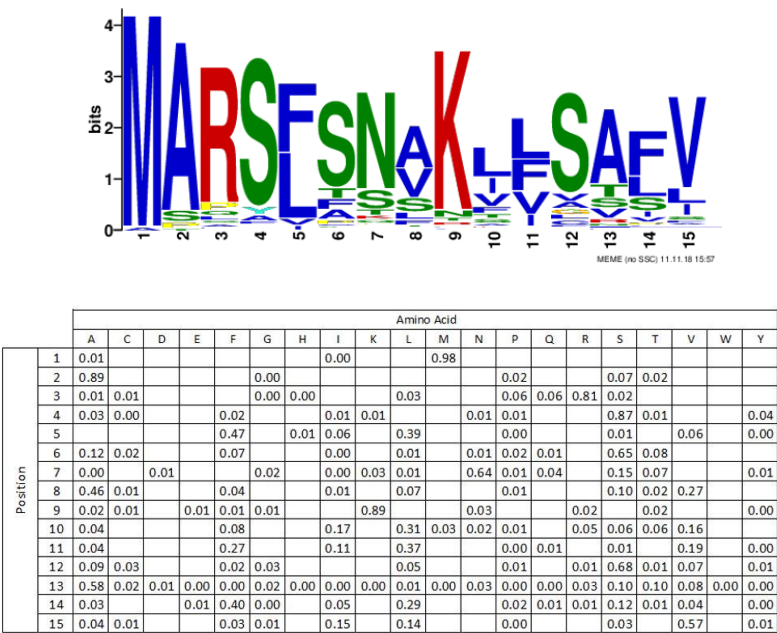 4
bits
3
2
1
0
MARSFSNAKLLSAFV
1 2 3 4 5 6 7 8 9 10 11 12 13 14 15
MEME (no SSC) 11.11.18 15:57
Amino Acid
A C D E F G H I K L M N P Q R S T V W Y
Position
1 0.01 0.00 0.98
2 0.89 0.00 0.02 0.07 0.02
3 0.01 0.01 0.00 0.00 0.03 0.06 0.06 0.81 0.02
4 0.03 0.00 0.02 0.01 0.01 0.01 0.01 0.87 0.01 0.04
5 0.47 0.01 0.06 0.39 0.00 0.01 0.06 0.00
6 0.12 0.02 0.07 0.00 0.01 0.01 0.02 0.01 0.65 0.08
7 0.00 0.01 0.02 0.00 0.03 0.01 0.64 0.01 0.04 0.15 0.07 0.01
8 0.46 0.01 0.04 0.01 0.07 0.01 0.10 0.02 0.27
9 0.02 0.01 0.01 0.01 0.01 0.89 0.03 0.02 0.02 0.00
10 0.04 0.08 0.17 0.31 0.03 0.02 0.01 0.05 0.06 0.06 0.16
11 0.04 0.27 0.11 0.37 0.00 0.01 0.01 0.19 0.00
12 0.09 0.03 0.02 0.03 0.05 0.01 0.01 0.68 0.01 0.07 0.01
13 0.58 0.02 0.01 0.00 0.00 0.02 0.00 0.00 0.00 0.01 0.00 0.03 0.00 0.00 0.03 0.10 0.10 0.08 0.00 0.00
14 0.03 0.01 0.40 0.00 0.05 0.29 0.02 0.01 0.01 0.12 0.01 0.04 0.00
15 0.04 0.01 0.03 0.01 0.15 0.14 0.00 0.03 0.57 0.01